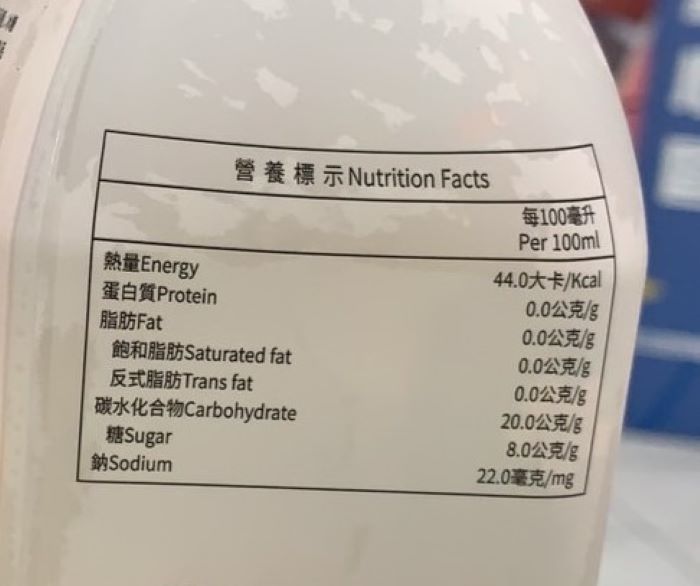 營養標示Nutrition Facts
每100毫升
Per 100ml
熱量Energy 44.0大卡/Kcal
蛋白質Protein 0.0公克/g
脂肪Fat 0.0公克/g
飽和脂肪Saturated fat 0.0公克/g
反式脂肪Trans fat 0.0公克/g
碳水化合物Carbohydrate 20.0公克/g
糖Sugar 8.0公克/g
鈉Sodium 22.0毫克/mg